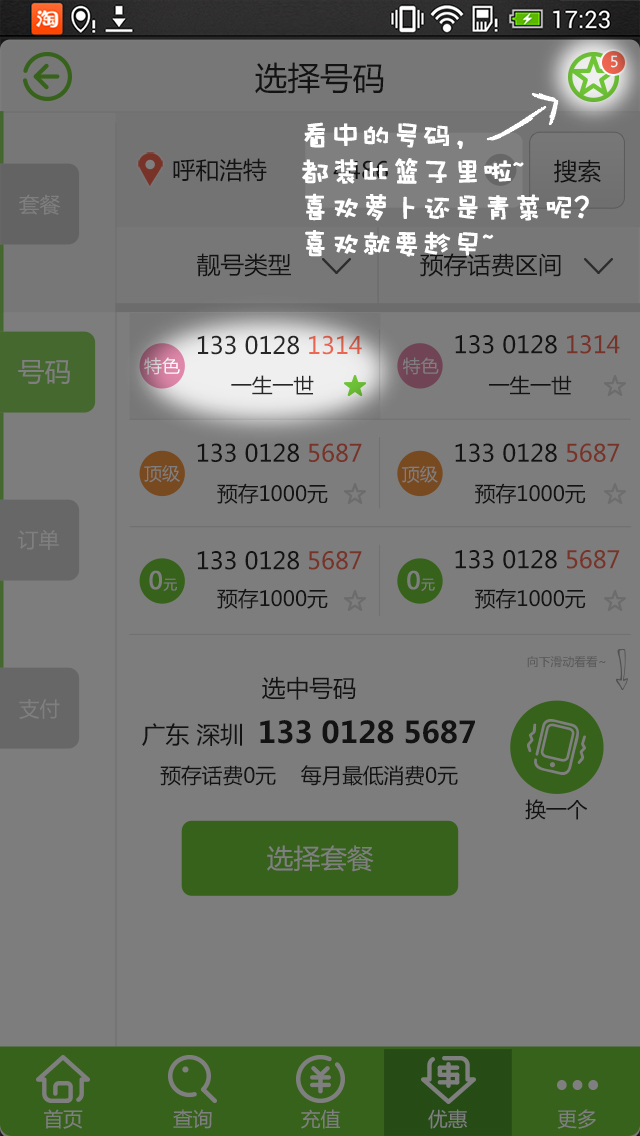 淘 17:23
选择号码 5
看中的号码，
都装此篮子里啦~
喜欢萝卜还是青菜呢?
喜欢就要趁早~
呼和浩特 搜索
靓号类型 预存话费区间
套餐
号码
订单
支付
特色 133 0128 1314 一生一世
特色 133 0128 1314 一生一世
顶级 133 0128 5687 预存1000元
顶级 133 0128 5687 预存1000元
0元 133 0128 5687 预存1000元
0元 133 0128 5687 预存1000元
向下滑动看看~
选中号码
广东 深圳 133 0128 5687
预存话费0元 每月最低消费0元
换一个
选择套餐
首页 查询 充值 优惠 更多